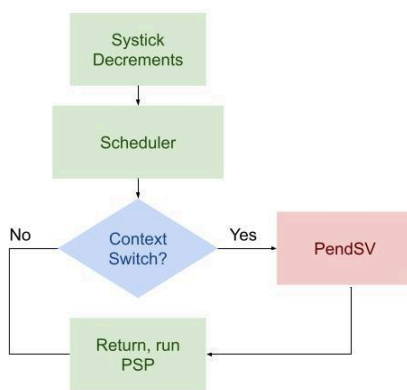 Systick
Decrements
Scheduler
No
Context
Switch?
Yes
PendSV
Return, run
PSP